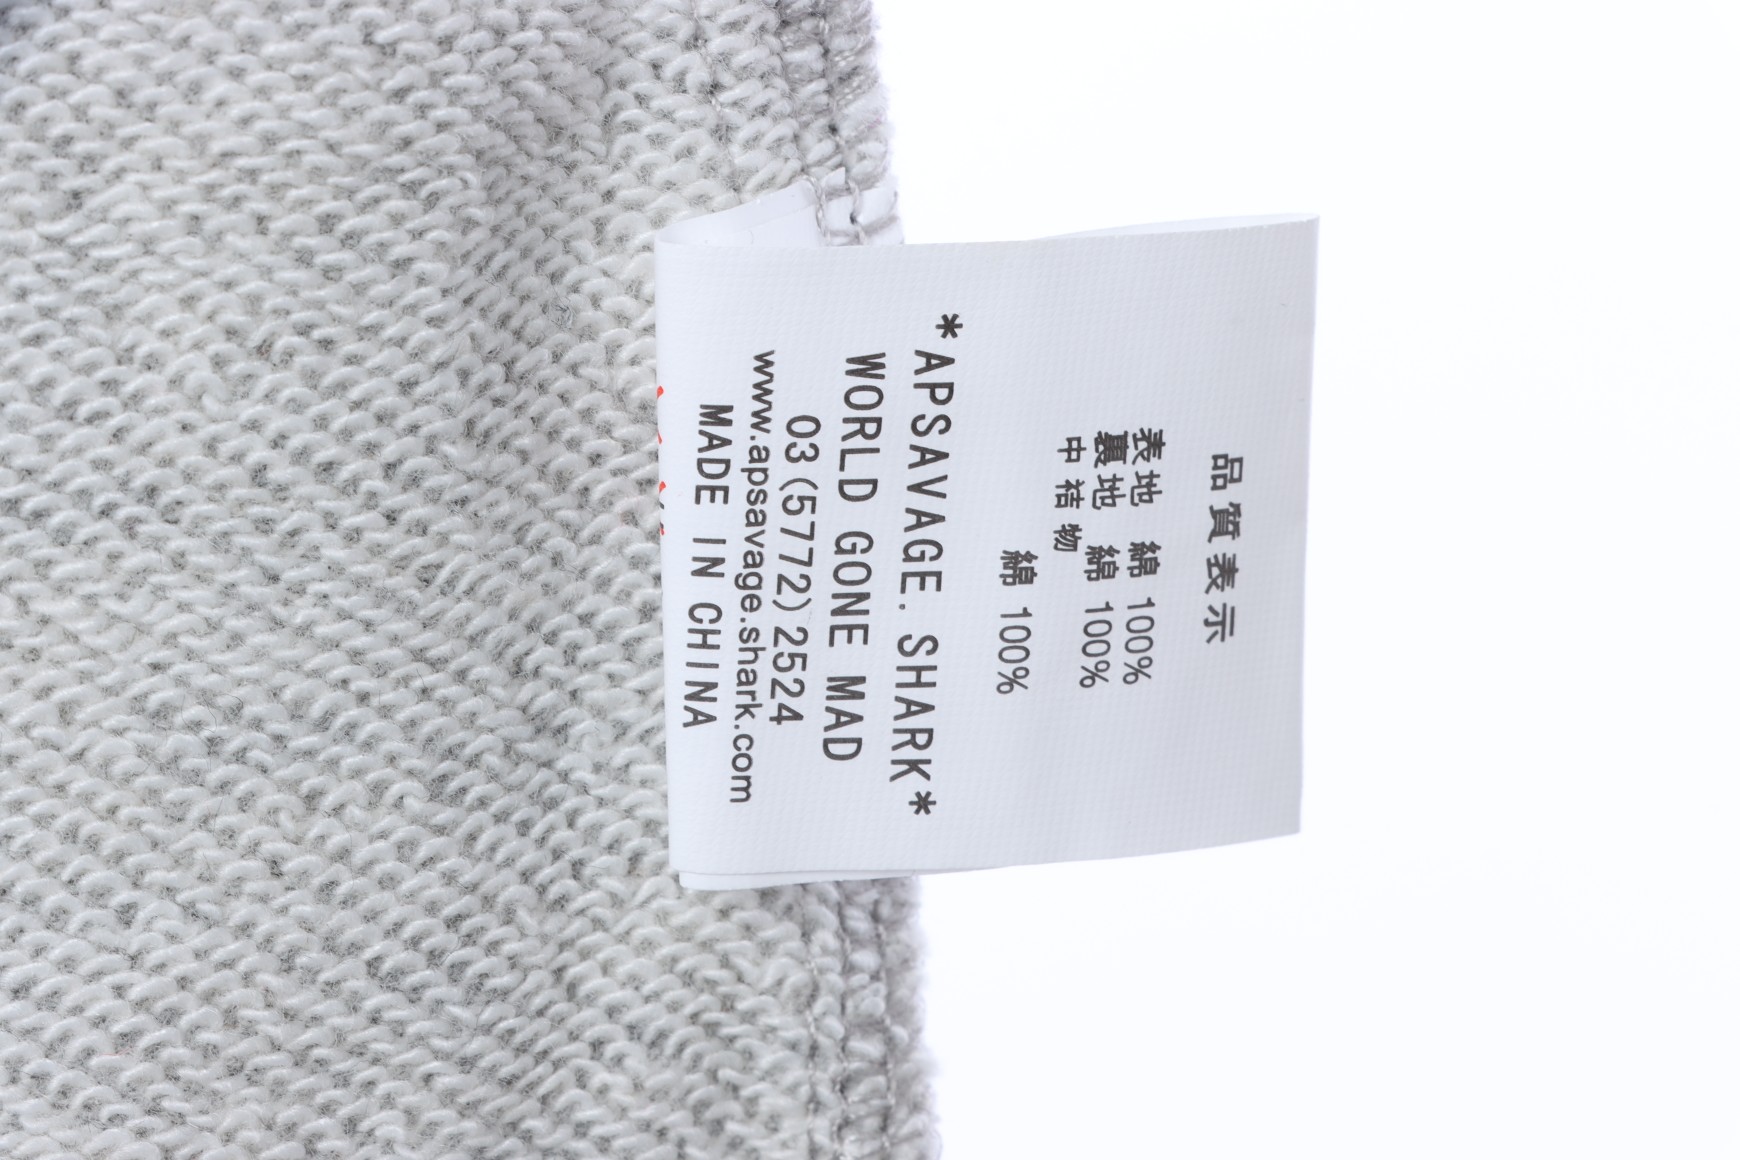 品質表示
表地 綿 100%
裏地 綿 100%
中祮物
綿 100%
*APSAVAGE. SHARK*
WORLD GONE MAD
03(5772)2524
www.apsavage.shark.com
MADE IN CHINA